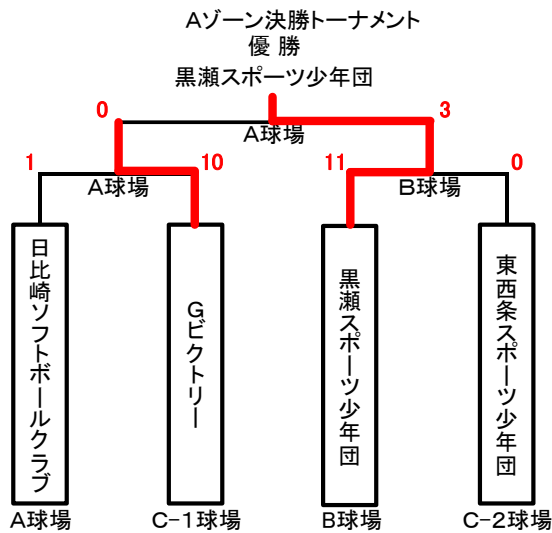 Aゾーン決勝トーナメント
優 勝
黒瀬スポーツ少年団
0
3
A球場
1
10
11
0
A球場
B球場
日比崎ソフトボールクラブ
Gビクトリー
黒瀬スポーツ少年団
東西条スポーツ少年団
A球場
C-1球場
B球場
C-2球場